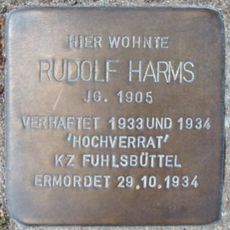 HIER WOHNTE
RUDOLF HARMS
JG. 1905
VERHAFTET 1933 UND 1934
'HOCHVERRAT'
KZ FUHLSBÜTTEL
ERMORDET 29.10.1934